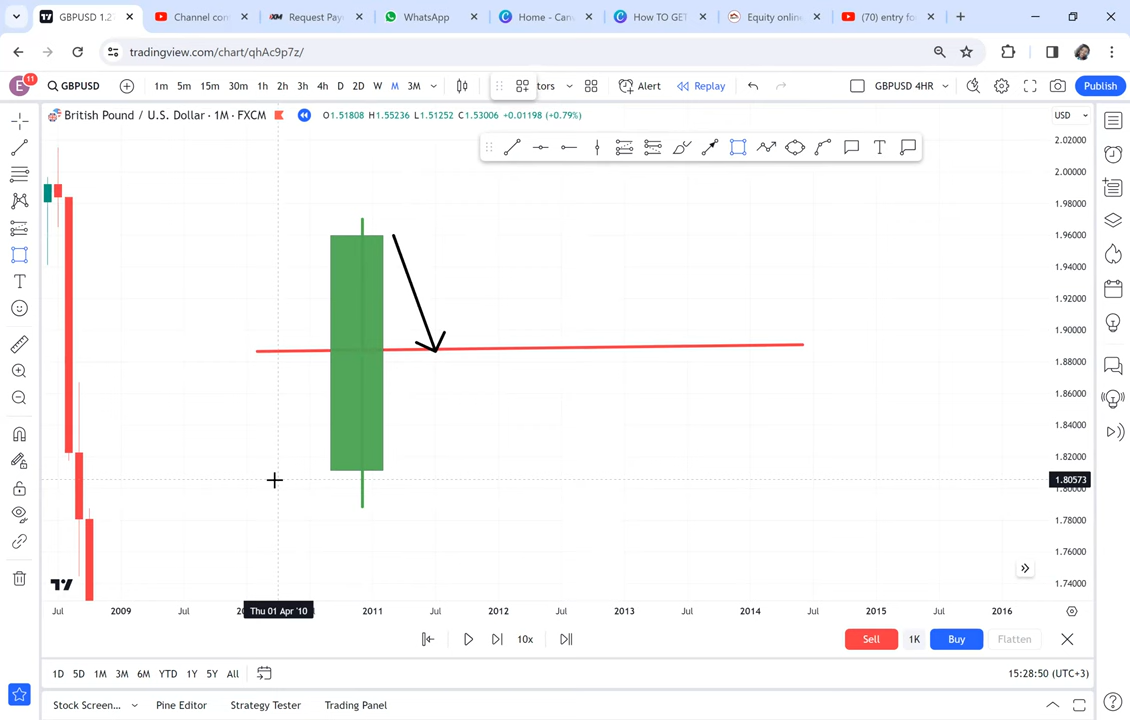 GBPUSD 1.2
Channel con
Request Pay
WhatsApp
Home - Can
How TO GET
Equity online
(70) entry fo
tradingview.com/chart/qhAc9p7z/
E
11
GBPUSD
1m 5m 15m 30m 1h 2h 3h 4h D 2D W M 3M
tors
Alert
Replay
GBPUSD 4HR
Publish
British Pound / U.S. Dollar · 1M · FXCM
O1.51808 H1.55236 L1.51252 C1.53006 +0.01198 (+0.79%)
USD
2.02000
2.00000
1.98000
1.96000
1.94000
1.92000
1.90000
1.88000
1.86000
1.84000
1.82000
1.80573
1.80000
1.78000
1.76000
1.74000
Jul 2009 Jul Thu 01 Apr '10 2011 Jul 2012 Jul 2013 Jul 2014 Jul 2015 Jul 2016
10x
Sell
1K
Buy
Flatten
1D 5D 1M 3M 6M YTD 1Y 5Y All
15:28:50 (UTC+3)
Stock Screen...
Pine Editor
Strategy Tester
Trading Panel